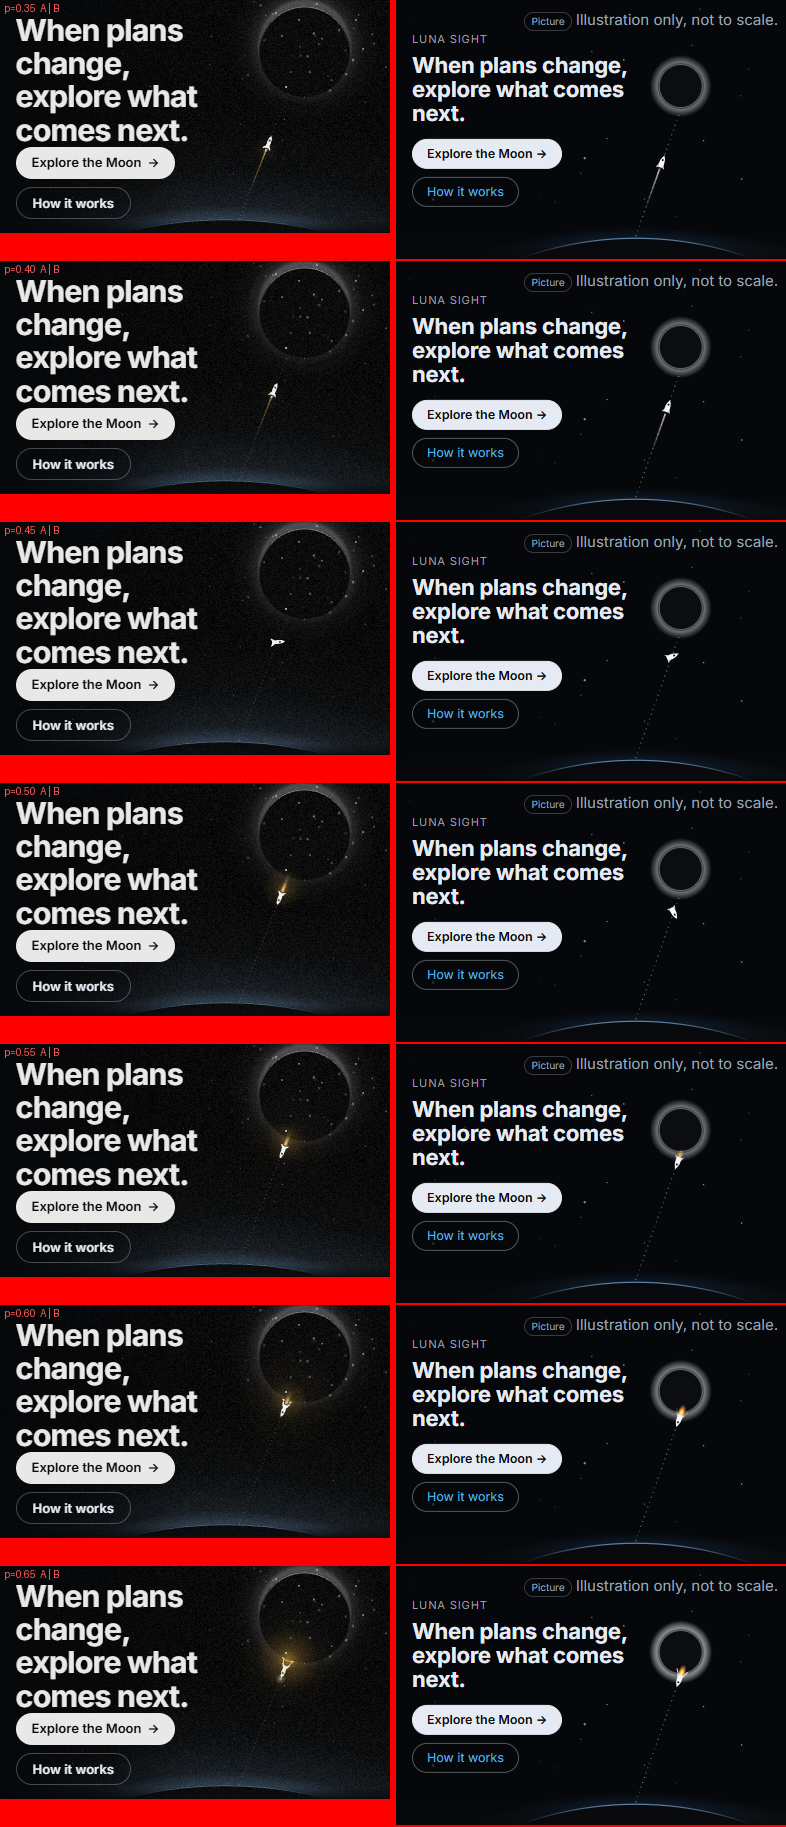 p=0.35 A|B
When plans
change,
explore what
comes next.
Explore the Moon →
How it works
Picture Illustration only, not to scale.
LUNA SIGHT
When plans change,
explore what comes
next.
Explore the Moon →
How it works
p=0.40 A|B
When plans
change,
explore what
comes next.
Explore the Moon →
How it works
Picture Illustration only, not to scale.
LUNA SIGHT
When plans change,
explore what comes
next.
Explore the Moon →
How it works
p=0.45 A|B
When plans
change,
explore what
comes next.
Explore the Moon →
How it works
Picture Illustration only, not to scale.
LUNA SIGHT
When plans change,
explore what comes
next.
Explore the Moon →
How it works
p=0.50 A|B
When plans
change,
explore what
comes next.
Explore the Moon →
How it works
Picture Illustration only, not to scale.
LUNA SIGHT
When plans change,
explore what comes
next.
Explore the Moon →
How it works
p=0.55 A|B
When plans
change,
explore what
comes next.
Explore the Moon →
How it works
Picture Illustration only, not to scale.
LUNA SIGHT
When plans change,
explore what comes
next.
Explore the Moon →
How it works
p=0.60 A|B
When plans
change,
explore what
comes next.
Explore the Moon →
How it works
Picture Illustration only, not to scale.
LUNA SIGHT
When plans change,
explore what comes
next.
Explore the Moon →
How it works
p=0.65 A|B
When plans
change,
explore what
comes next.
Explore the Moon →
How it works
Picture Illustration only, not to scale.
LUNA SIGHT
When plans change,
explore what comes
next.
Explore the Moon →
How it works